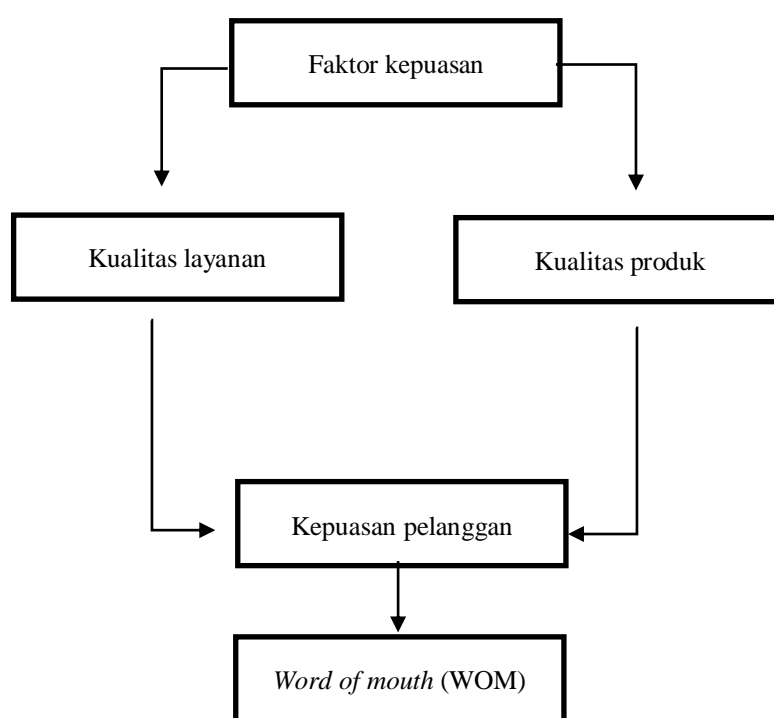 Faktor kepuasan
Kualitas layanan
Kualitas produk
Kepuasan pelanggan
Word of mouth (WOM)